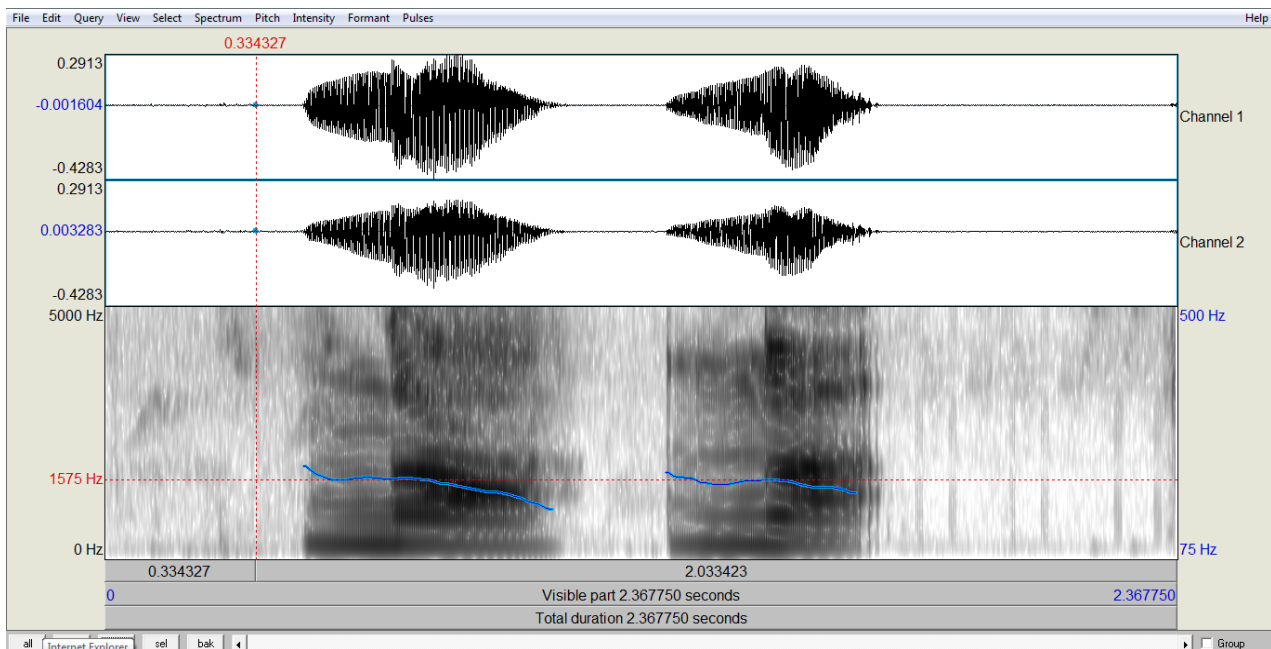 File Edit Query View Select Spectrum Pitch Intensity Formant Pulses Help
0.334327
0.2913
-0.001604
Channel 1
-0.4283
0.2913
0.003283
Channel 2
-0.4283
5000 Hz 500 Hz
1575 Hz
0 Hz 75 Hz
0.334327 2.033423
0 Visible part 2.367750 seconds 2.367750
Total duration 2.367750 seconds
all Internet Explorer sel bak Group